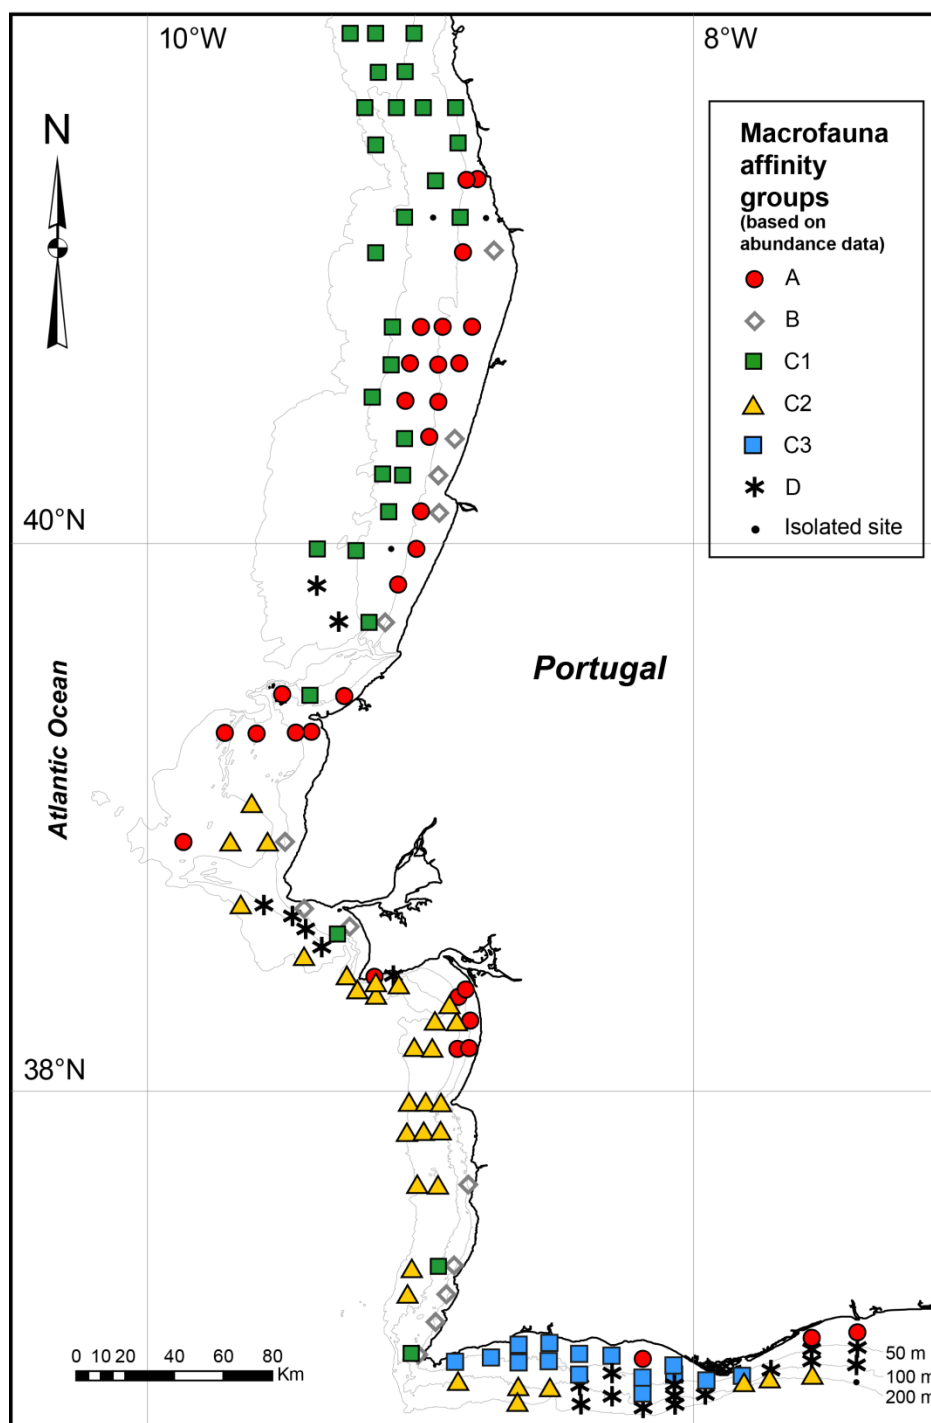 10°W
8°W
N
Macrofauna
affinity
groups
(based on
abundance data)
A
B
C1
C2
C3
D
Isolated site
40°N
Portugal
Atlantic Ocean
38°N
0 10 20 40 60 80
Km
50 m
100 m
200 m